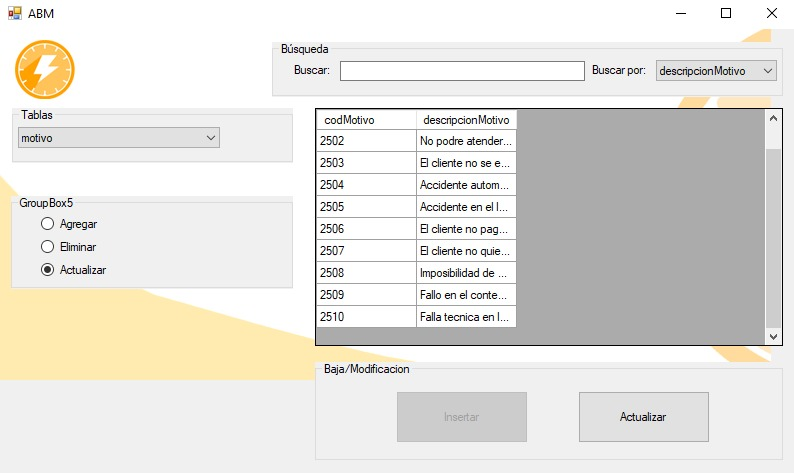 ABM
Búsqueda
Buscar:
Buscar por: descripcionMotivo
Tablas
motivo
GroupBox5
Agregar
Eliminar
Actualizar
codMotivo descripcionMotivo
2502 No podre atender...
2503 El cliente no se e...
2504 Accidente autom...
2505 Accidente en el l...
2506 El cliente no pag...
2507 El cliente no quie...
2508 Imposibilidad de ...
2509 Fallo en el conte...
2510 Falla tecnica en l...
Baja/Modificacion
Insertar Actualizar